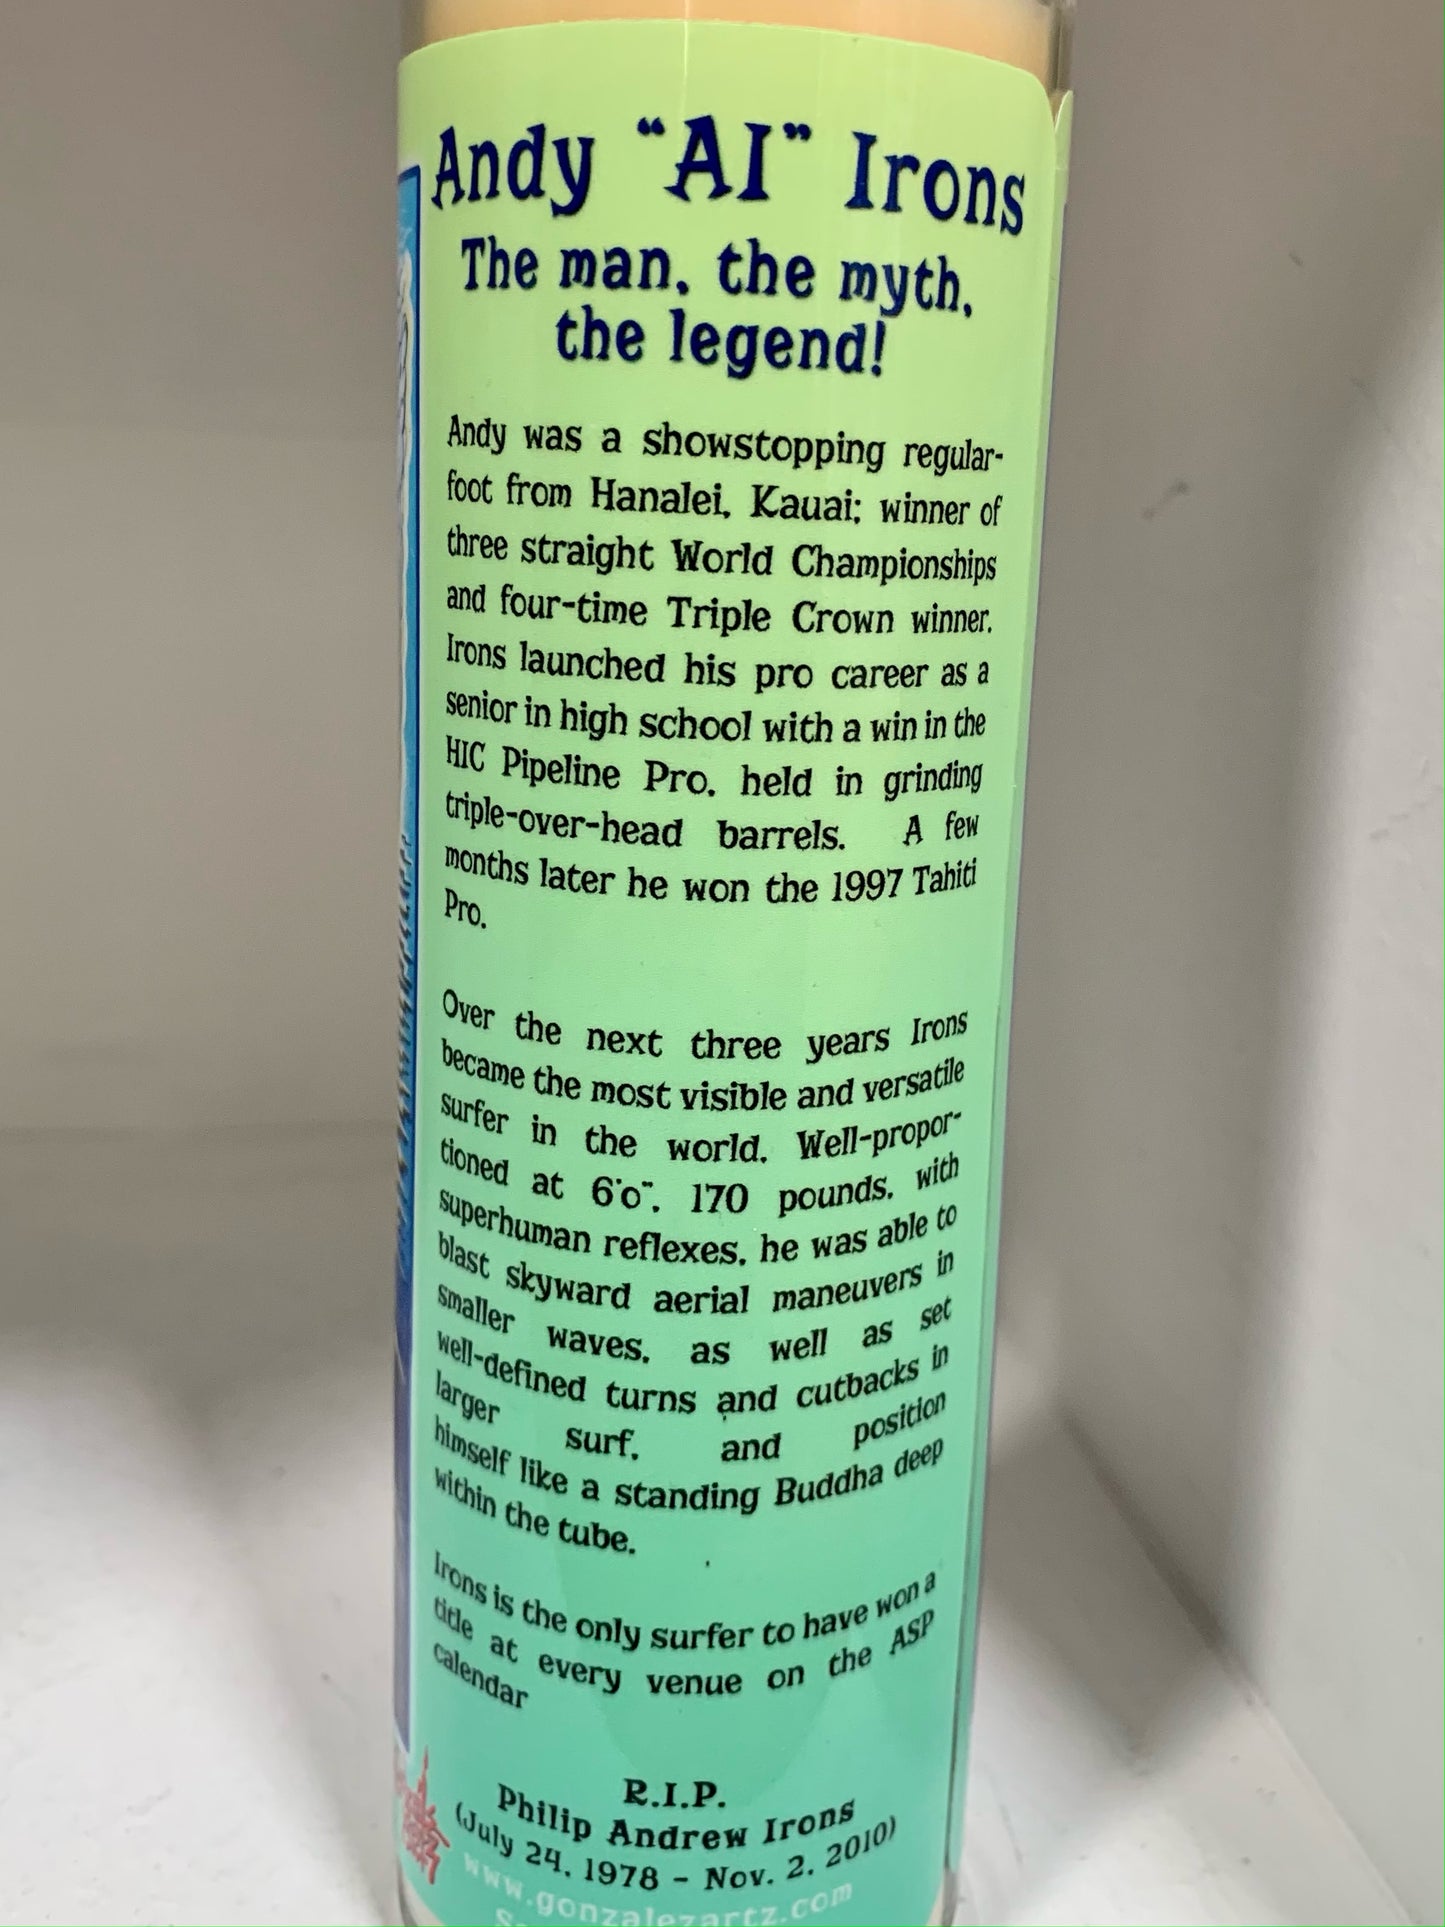 Andy "AI" Irons
The man, the myth,
the legend!
Andy was a showstopping regular-
foot from Hanalei, Kauai; winner of
three straight World Championships
and four-time Triple Crown winner.
Irons launched his pro career as a
senior in high school with a win in the
HIC Pipeline Pro, held in grinding
triple-over-head barrels. A few
months later he won the 1997 Tahiti
Pro.
Over the next three years Irons
became the most visible and versatile
surfer in the world. Well-propor-
tioned at 6'0", 170 pounds, with
superhuman reflexes, he was able to
blast skyward aerial maneuvers in
smaller waves, as well as set
well-defined turns and cutbacks in
larger surf, and position
himself like a standing Buddha deep
within the tube.
Irons is the only surfer to have won a
title at every venue on the ASP
calendar
R.I.P.
Philip Andrew Irons
(July 24, 1978 - Nov. 2, 2010)
www.gonzalezartz.com